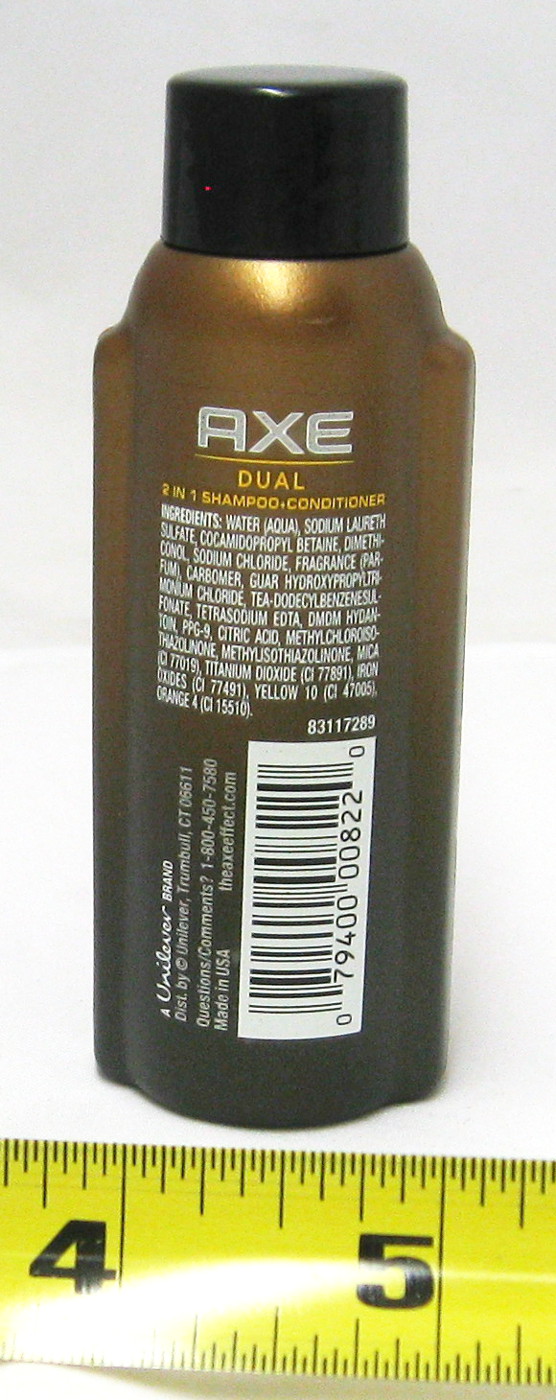 AXE
DUAL
2 IN 1 SHAMPOO+CONDITIONER
INGREDIENTS: WATER (AQUA), SODIUM LAURETH
SULFATE, COCAMIDOPROPYL BETAINE, DIMETHI-
CONOL, SODIUM CHLORIDE, FRAGRANCE (PAR-
FUM), CARBOMER, GUAR HYDROXYPROPYLTRI-
MONIUM CHLORIDE, TEA-DODECYLBENZENESUL-
FONATE, TETRASODIUM EDTA, DMDM HYDAN-
TOIN, PPG-9, CITRIC ACID, METHYLCHLOROISO-
THIAZOLINONE, METHYLISOTHIAZOLINONE, MICA
(CI 77019), TITANIUM DIOXIDE (CI 77891), IRON
OXIDES (CI 77491), YELLOW 10 (CI 47005),
ORANGE 4 (CI 15510).
83117289
A Unilever BRAND
Dist. by © Unilever, Trumbull, CT 06611
Questions/Comments? 1-800-450-7580
Made in USA theaxeeffect.com
0 79400 00822 0
4 5